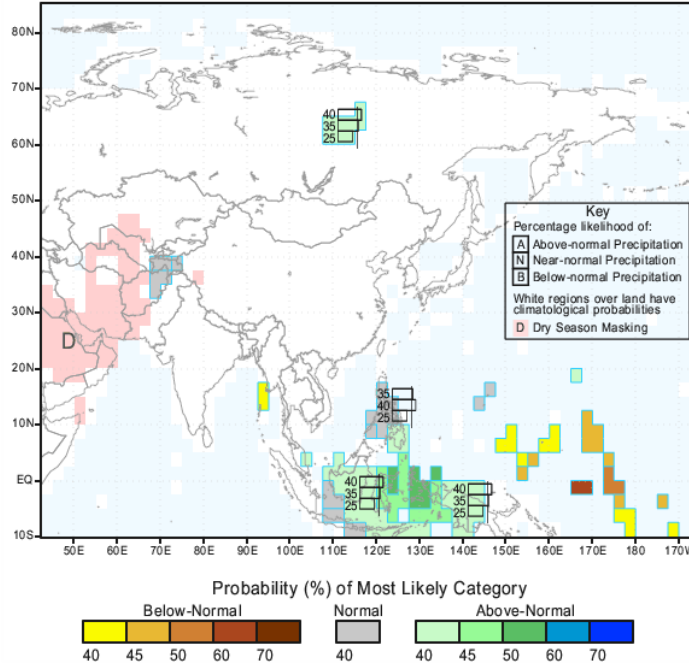 80N
70N
40
35
25
60N
50N
Key
Percentage likelihood of:
A Above-normal Precipitation
N Near-normal Precipitation
B Below-normal Precipitation
White regions over land have
climatological probabilities
D Dry Season Masking
40N
30N
D
20N
35
40
25
10N
EQ
40
35
25
40
35
25
10S
50E 60E 70E 80E 90E 100E 110E 120E 130E 140E 150E 160E 170E 180 170W
Probability (%) of Most Likely Category
Below-Normal Normal Above-Normal
40 50 60 70 40 40 50 60 70
45 45